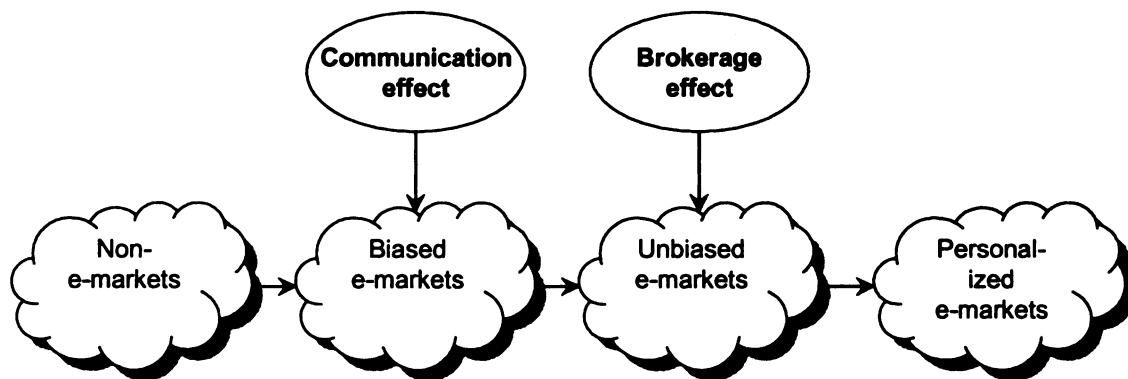 Communication
effect
Brokerage
effect
Non-
e-markets
Biased
e-markets
Unbiased
e-markets
Personal-
ized
e-markets